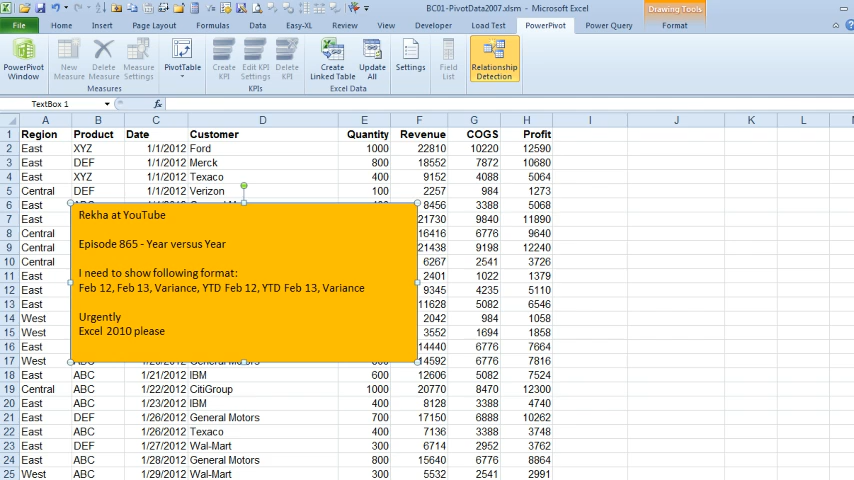 BC01-PivotData2007.xlsm - Microsoft Excel
Drawing Tools
File Home Insert Page Layout Formulas Data Easy-XL Review View Developer Load Test PowerPivot Power Query Format
PowerPivot Window
New Measure
Delete Measure
Measure Settings
PivotTable
Create KPI
Edit KPI Settings
Delete KPI
Create Linked Table
Update All
Settings
Field List
Relationship Detection
Measures
KPIs
Excel Data
TextBox 1 fx
A B C D E F G H I J K L
1 Region Product Date Customer Quantity Revenue COGS Profit
2 East XYZ 1/1/2012 Ford 1000 22810 10220 12590
3 East DEF 1/1/2012 Merck 800 18552 7872 10680
4 East XYZ 1/1/2012 Texaco 400 9152 4088 5064
5 Central DEF 1/1/2012 Verizon 100 2257 984 1273
6 East 8456 3388 5068
7 East 21730 9840 11890
8 Central 16416 6776 9640
9 Central 21438 9198 12240
10 Central 6267 2541 3726
11 East 2401 1022 1379
12 East 9345 4235 5110
13 East 11628 5082 6546
14 West 2042 984 1058
15 West 3552 1694 1858
16 East 14440 6776 7664
17 West 14592 6776 7816
18 East ABC 1/21/2012 IBM 600 12606 5082 7524
19 Central ABC 1/22/2012 CitiGroup 1000 20770 8470 12300
20 East ABC 1/23/2012 IBM 400 8128 3388 4740
21 East DEF 1/26/2012 General Motors 700 17150 6888 10262
22 East ABC 1/26/2012 Texaco 400 7136 3388 3748
23 East DEF 1/27/2012 Wal-Mart 300 6714 2952 3762
24 East ABC 1/28/2012 General Motors 800 15640 6776 8864
25 West ABC 1/29/2012 Wal-Mart 300 5532 2541 2991
Rekha at YouTube
Episode 865 - Year versus Year
I need to show following format:
Feb 12, Feb 13, Variance, YTD Feb 12, YTD Feb 13, Variance
Urgently
Excel 2010 please